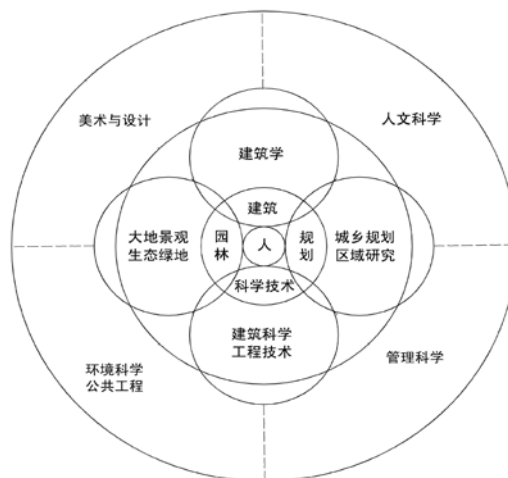 美术与设计
人文科学
建筑学
建筑
大地景观
生态绿地
园
林
人
规
划
城乡规划
区域研究
科学技术
建筑科学
工程技术
环境科学
公共工程
管理科学